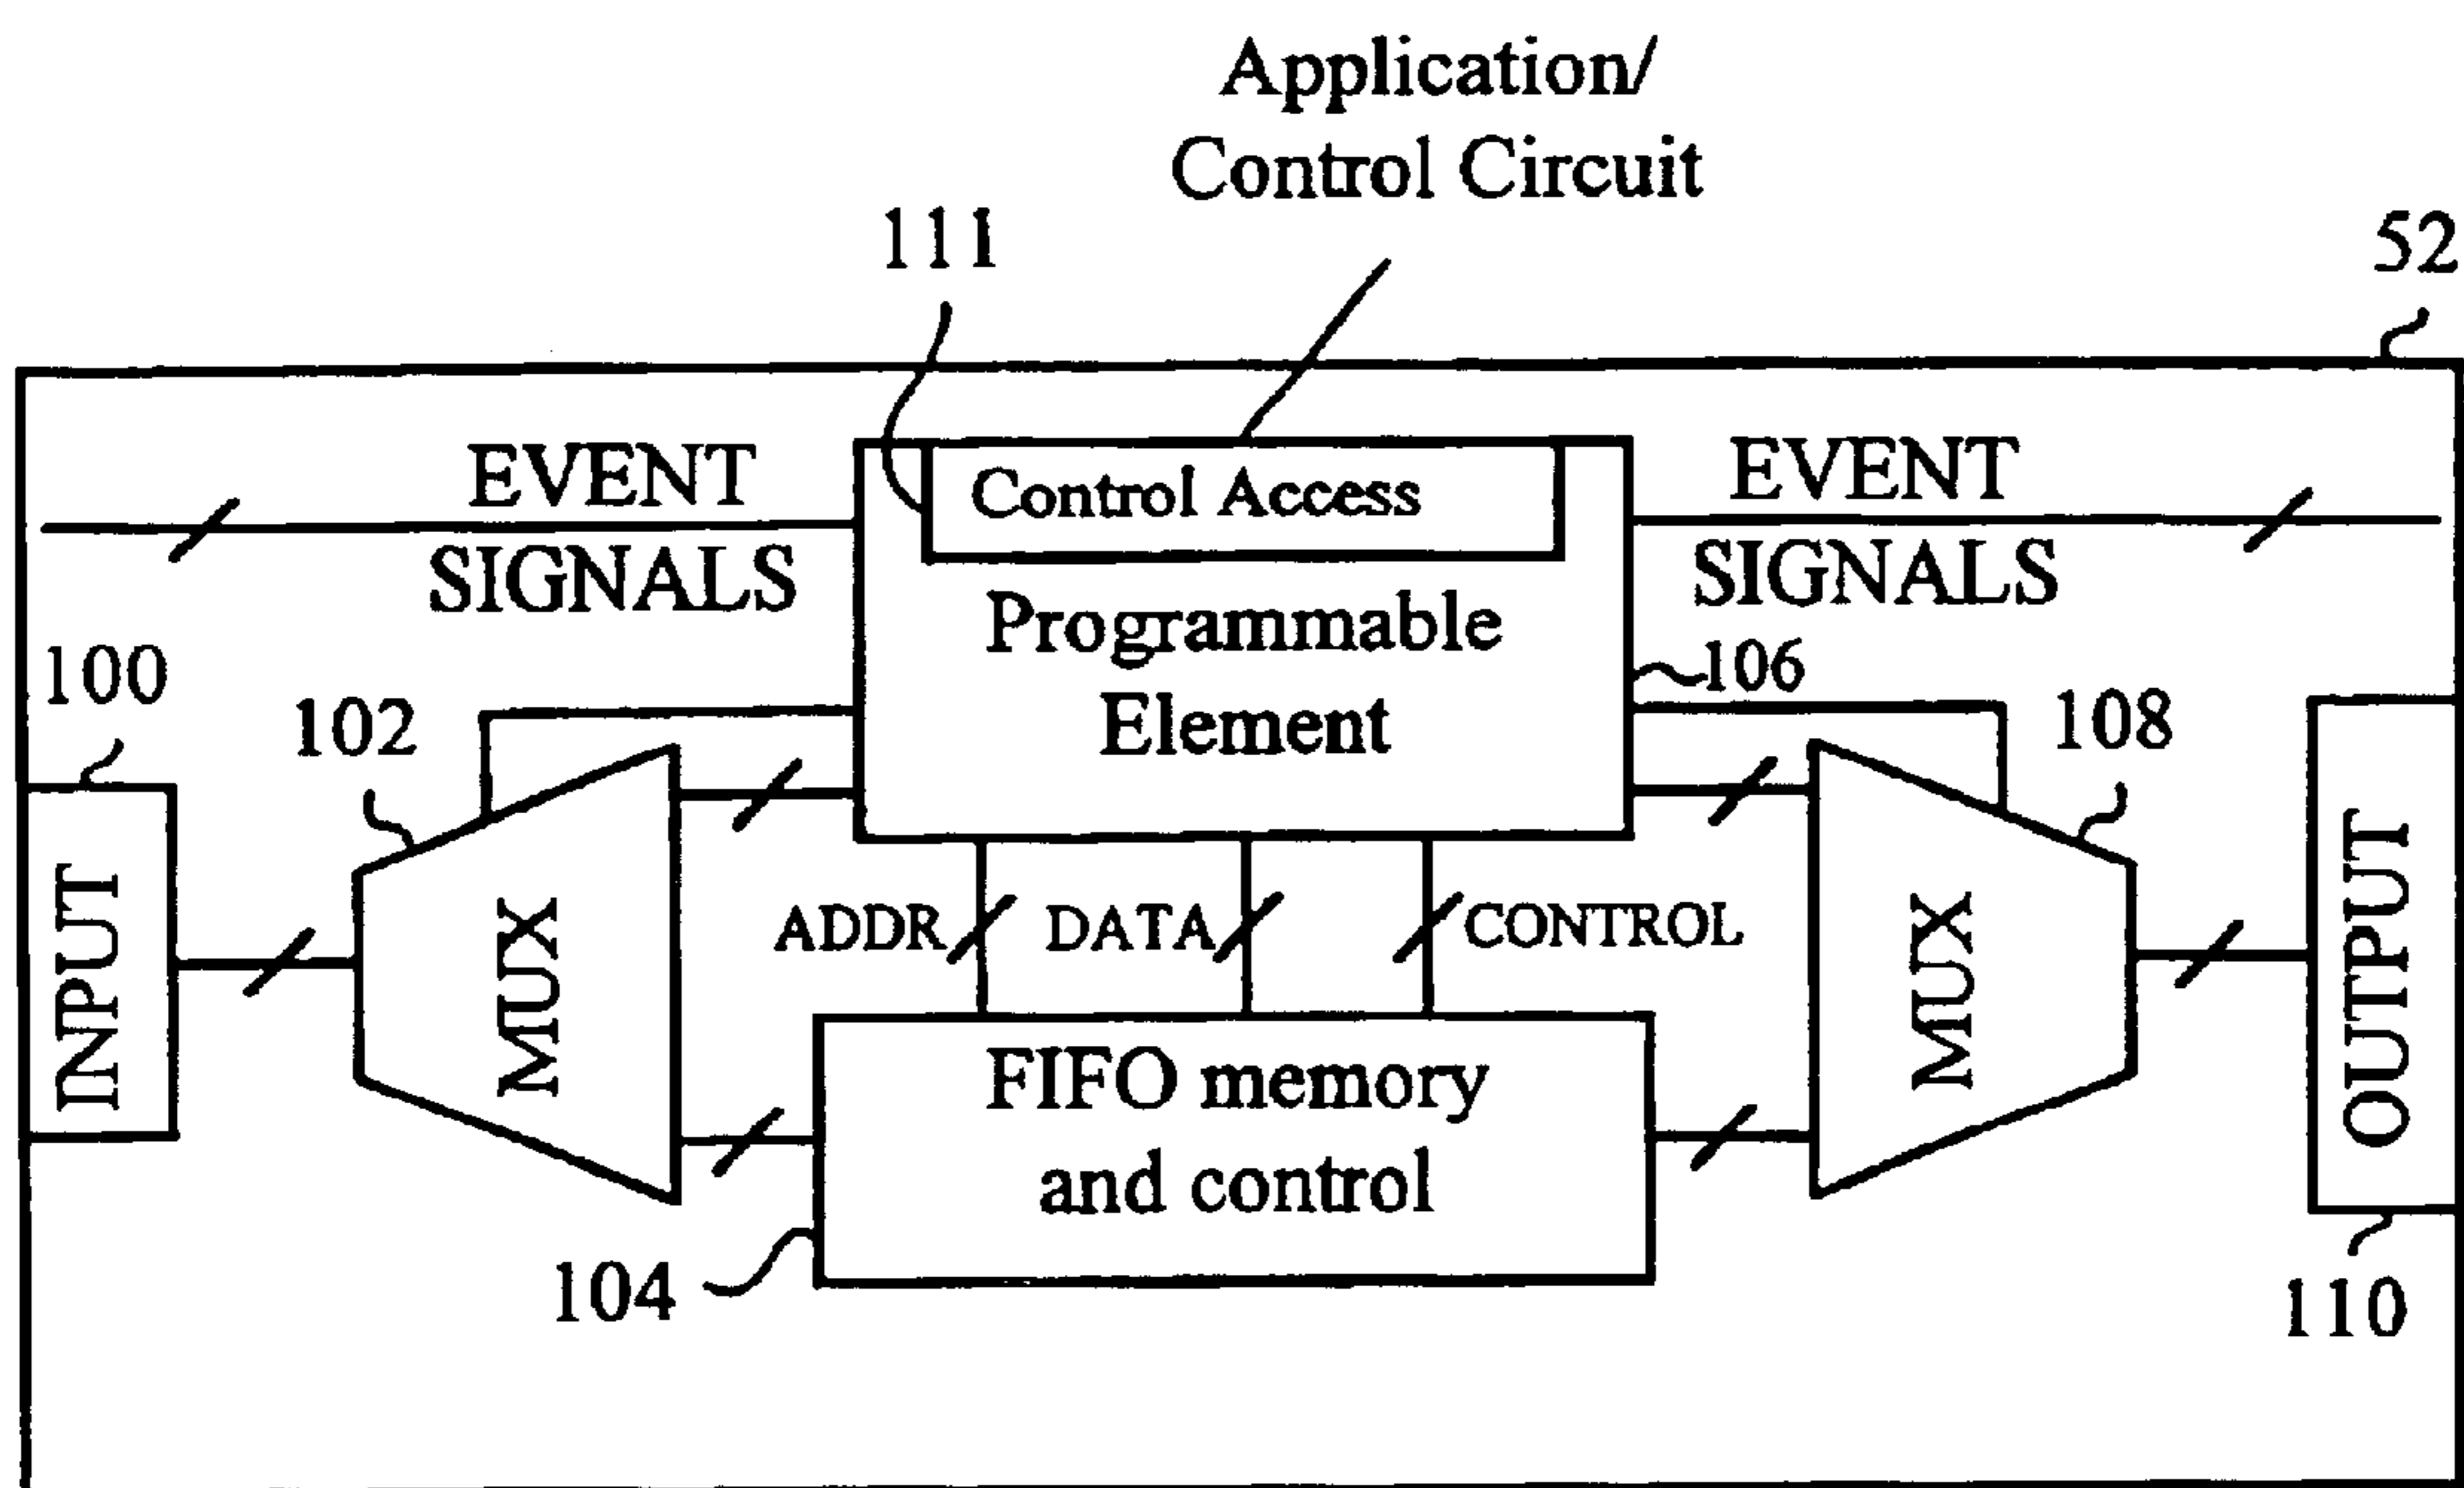 Application/
Control Circuit
111
52
EVENT
SIGNALS
Control Access
EVENT
SIGNALS
Programmable
Element
100
102
106
108
INPUT
MUX
ADDR
DATA
CONTROL
MUX
OUTPUT
FIFO memory
and control
104
110